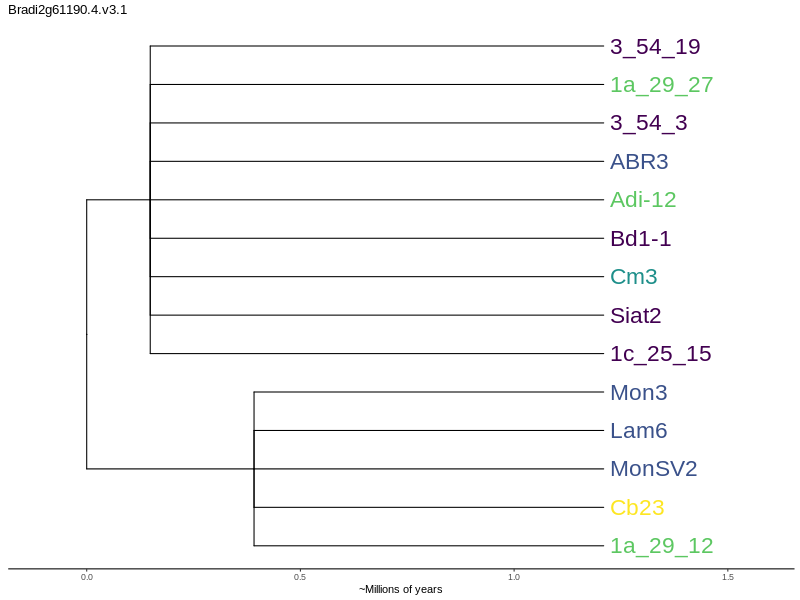 Bradi2g61190.4.v3.1
3_54_19
1a_29_27
3_54_3
ABR3
Adi-12
Bd1-1
Cm3
Siat2
1c_25_15
Mon3
Lam6
MonSV2
Cb23
1a_29_12
0.0 0.5 1.0 1.5
~Millions of years